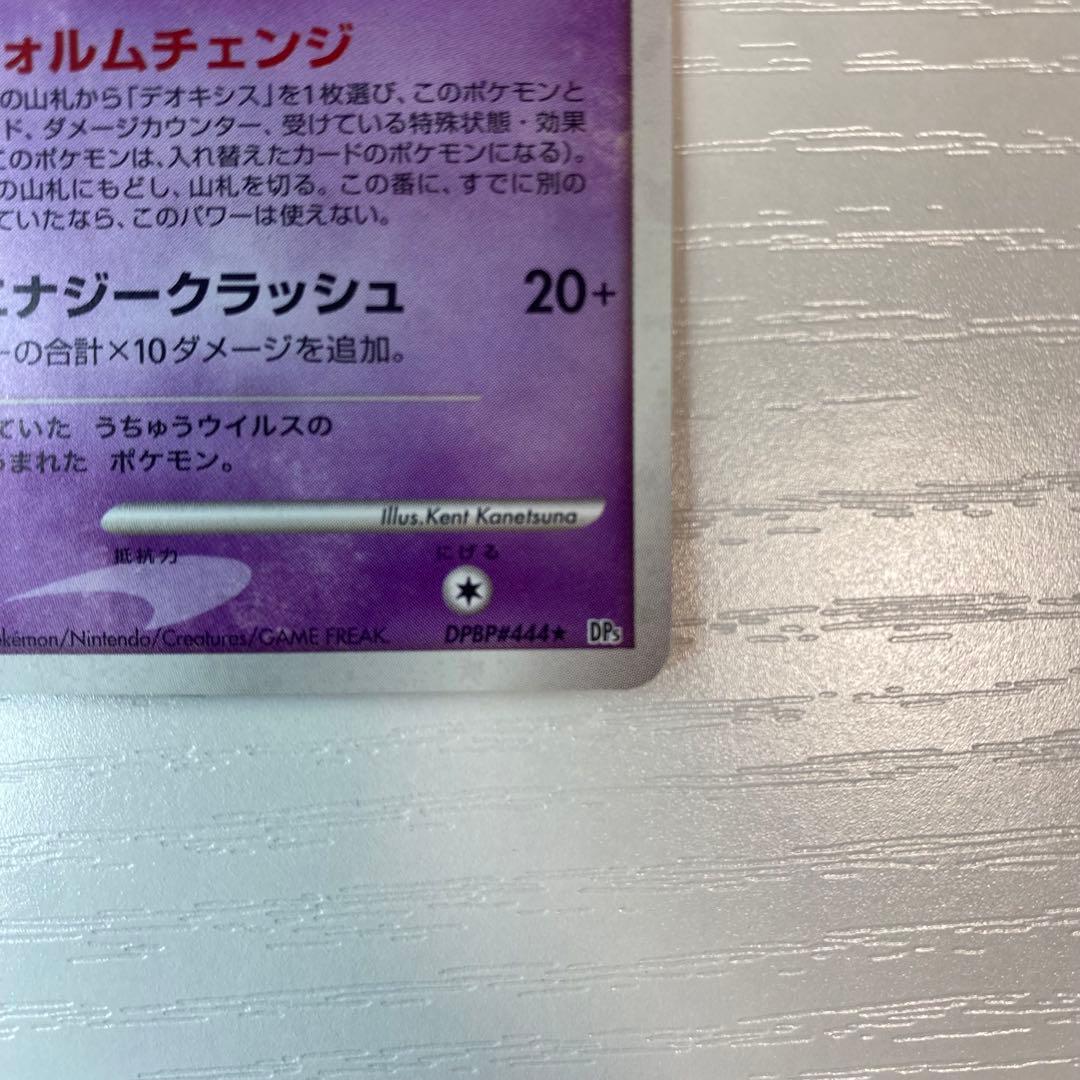 ォルムチェンジ
の山札から「デオキシス」を1枚選び、このポケモンと
ド、ダメージカウンター、受けている特殊状態・効果
このポケモンは、入れ替えたカードのポケモンになる)。
の山札にもどし、山札を切る。この番に、すでに別の
ていたなら、このパワーは使えない。
ナジークラッシュ 20+
ーの合計×10ダメージを追加。
ていた うちゅうウイルスの
まれた ポケモン。
Illus.Kent Kanetsuna
抵抗力 にげる
okémon/Nintendo/Creatures/GAME FREAK. DPBP#444★ DPs